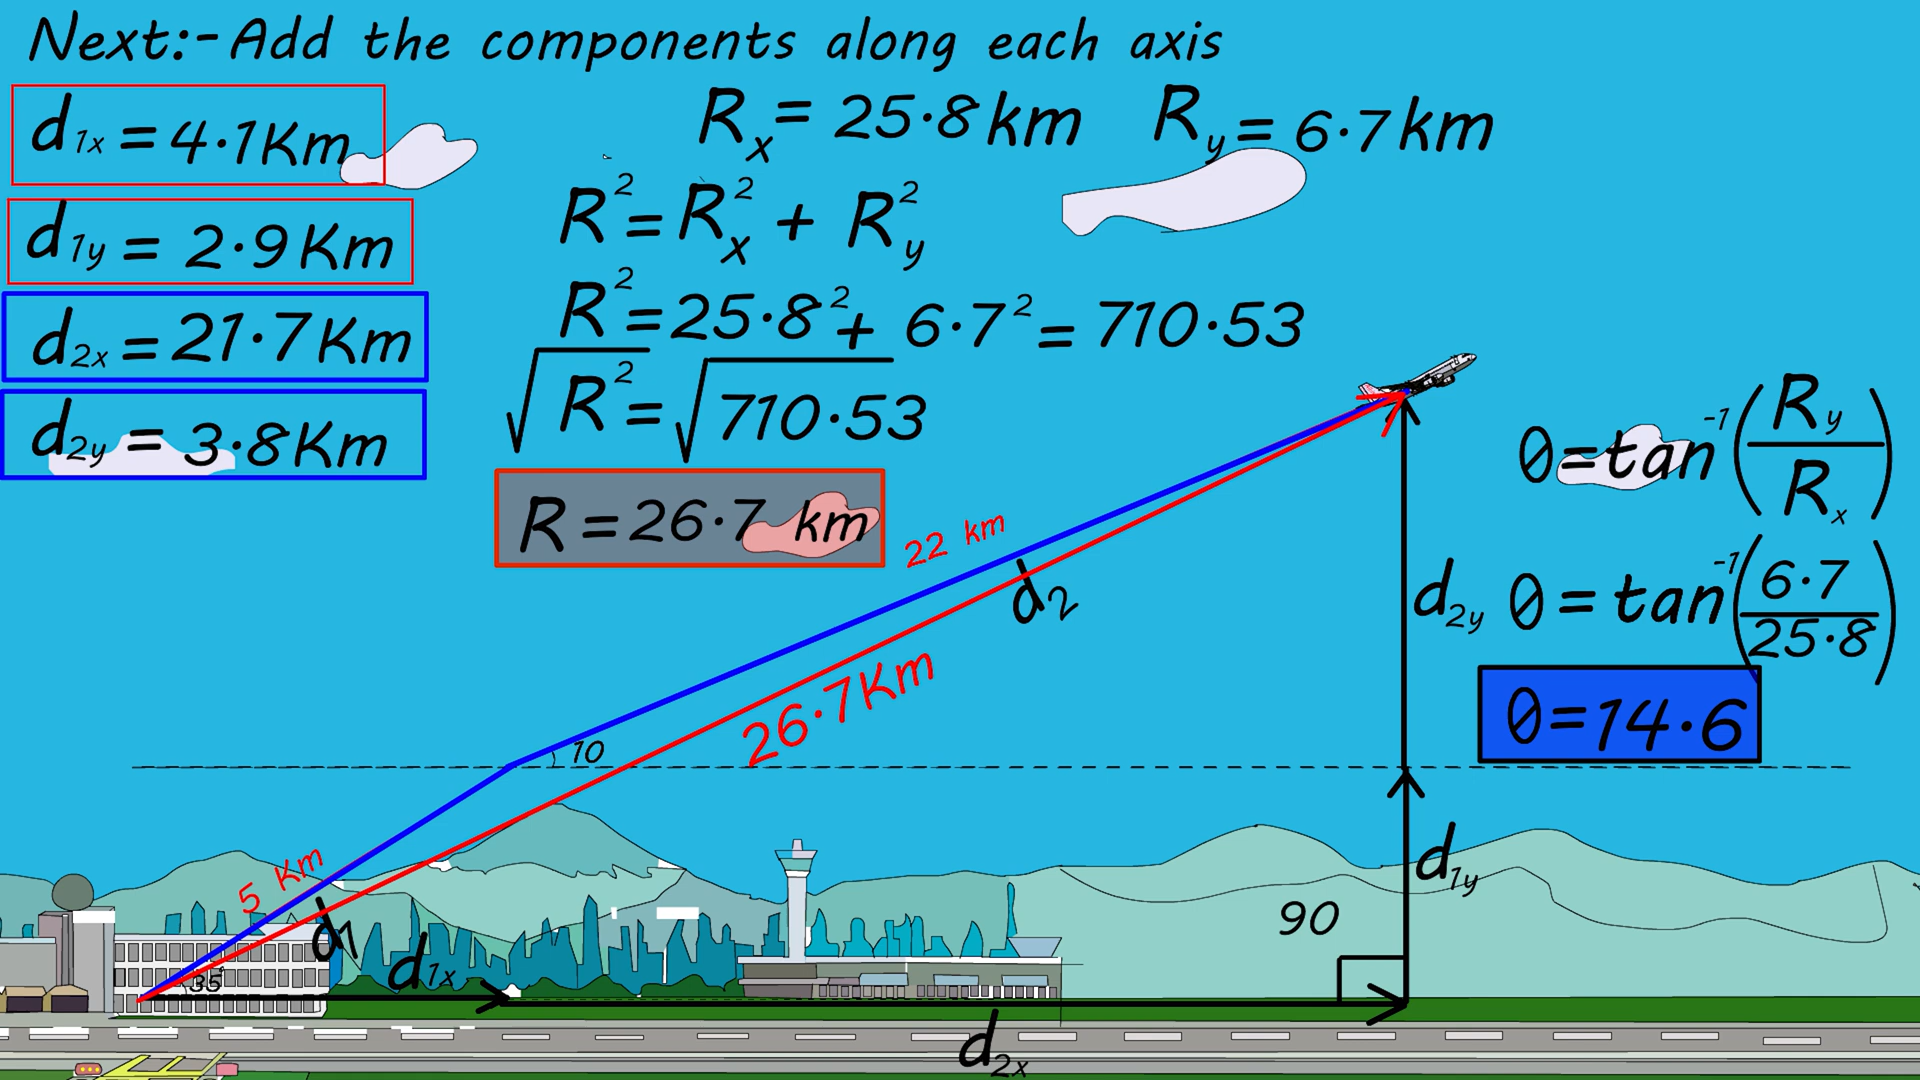 Next:-Add the components along each axis
d1x = 4.1Km
Rx = 25.8km Ry = 6.7km
d1y = 2.9Km
R² = Rx² + Ry²
d2x = 21.7Km
R² = 25.8² + 6.7² = 710.53
d2y = 3.8Km
√R² = √710.53
θ = tan⁻¹(Ry/Rx)
R = 26.7 km
22 km
d2
d2y
θ = tan⁻¹(6.7/25.8)
26.7Km
θ=14.6
10
5 Km
d1
d1y
90
35°
d1x
d2x